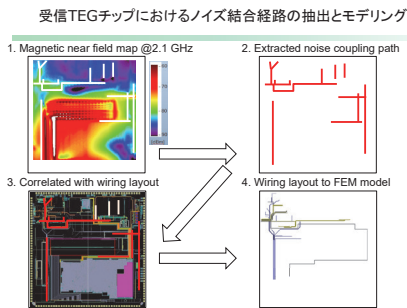 受信TEGチップにおけるノイズ結合経路の抽出とモデリング
1. Magnetic near field map @2.1 GHz
2. Extracted noise coupling path
3. Correlated with wiring layout
4. Wiring layout to FEM model